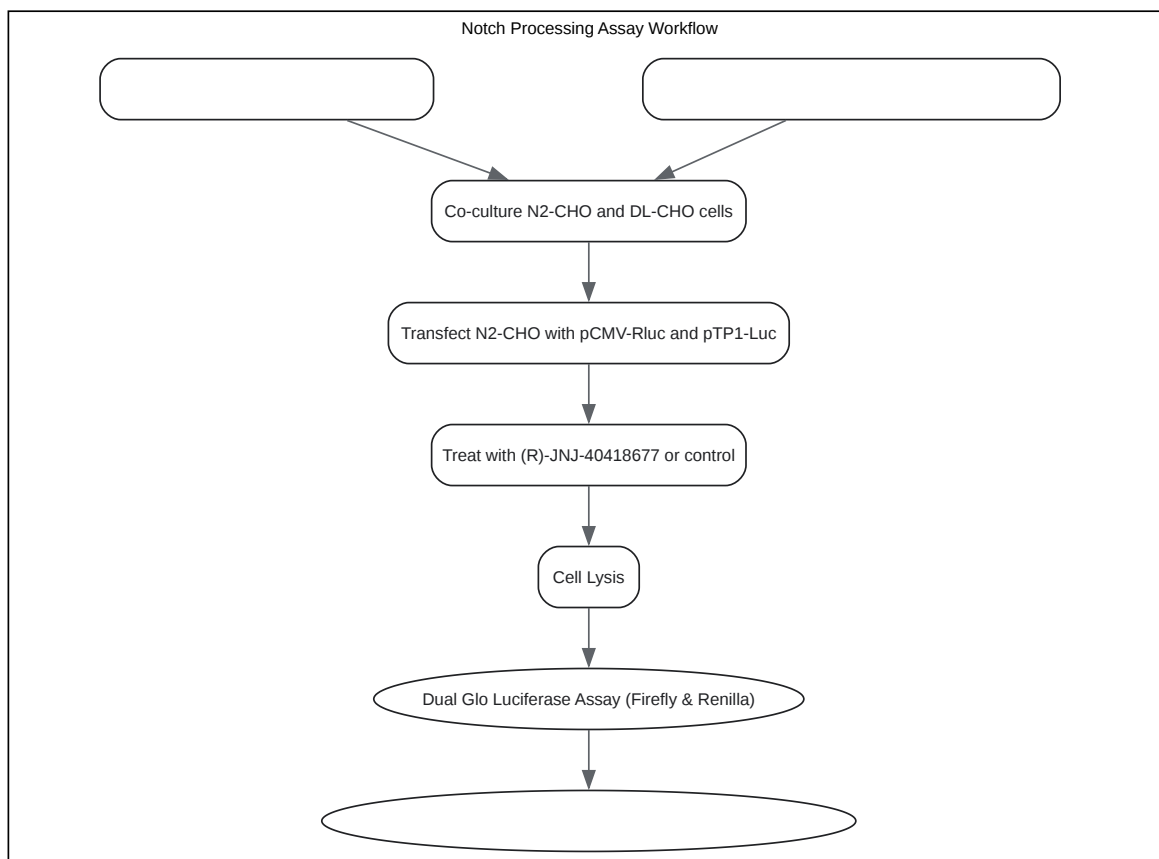 Notch Processing Assay Workflow
Co-culture N2-CHO and DL-CHO cells
Transfect N2-CHO with pCMV-Rluc and pTP1-Luc
Treat with (R)-JNJ-40418677 or control
Cell Lysis
Dual Glo Luciferase Assay (Firefly & Renilla)